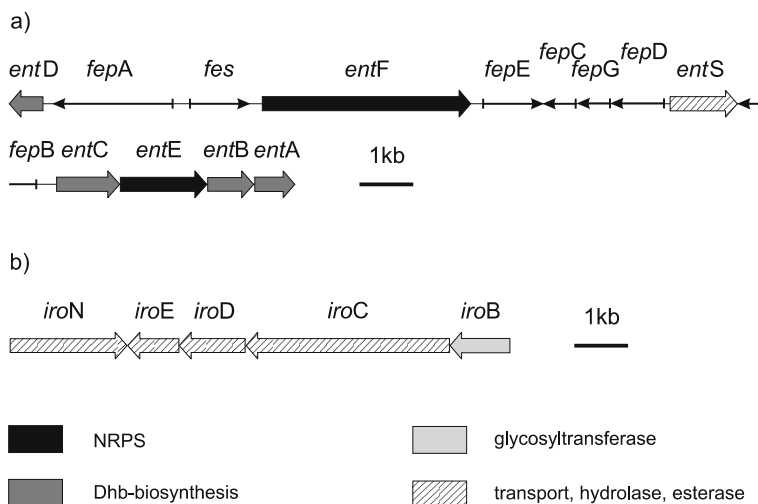 a)
entD fepA fes entF fepE fepC fepG fepD entS
fepB entC entE entB entA 1kb
b)
iroN iroE iroD iroC iroB 1kb
NRPS glycosyltransferase
Dhb-biosynthesis transport, hydrolase, esterase